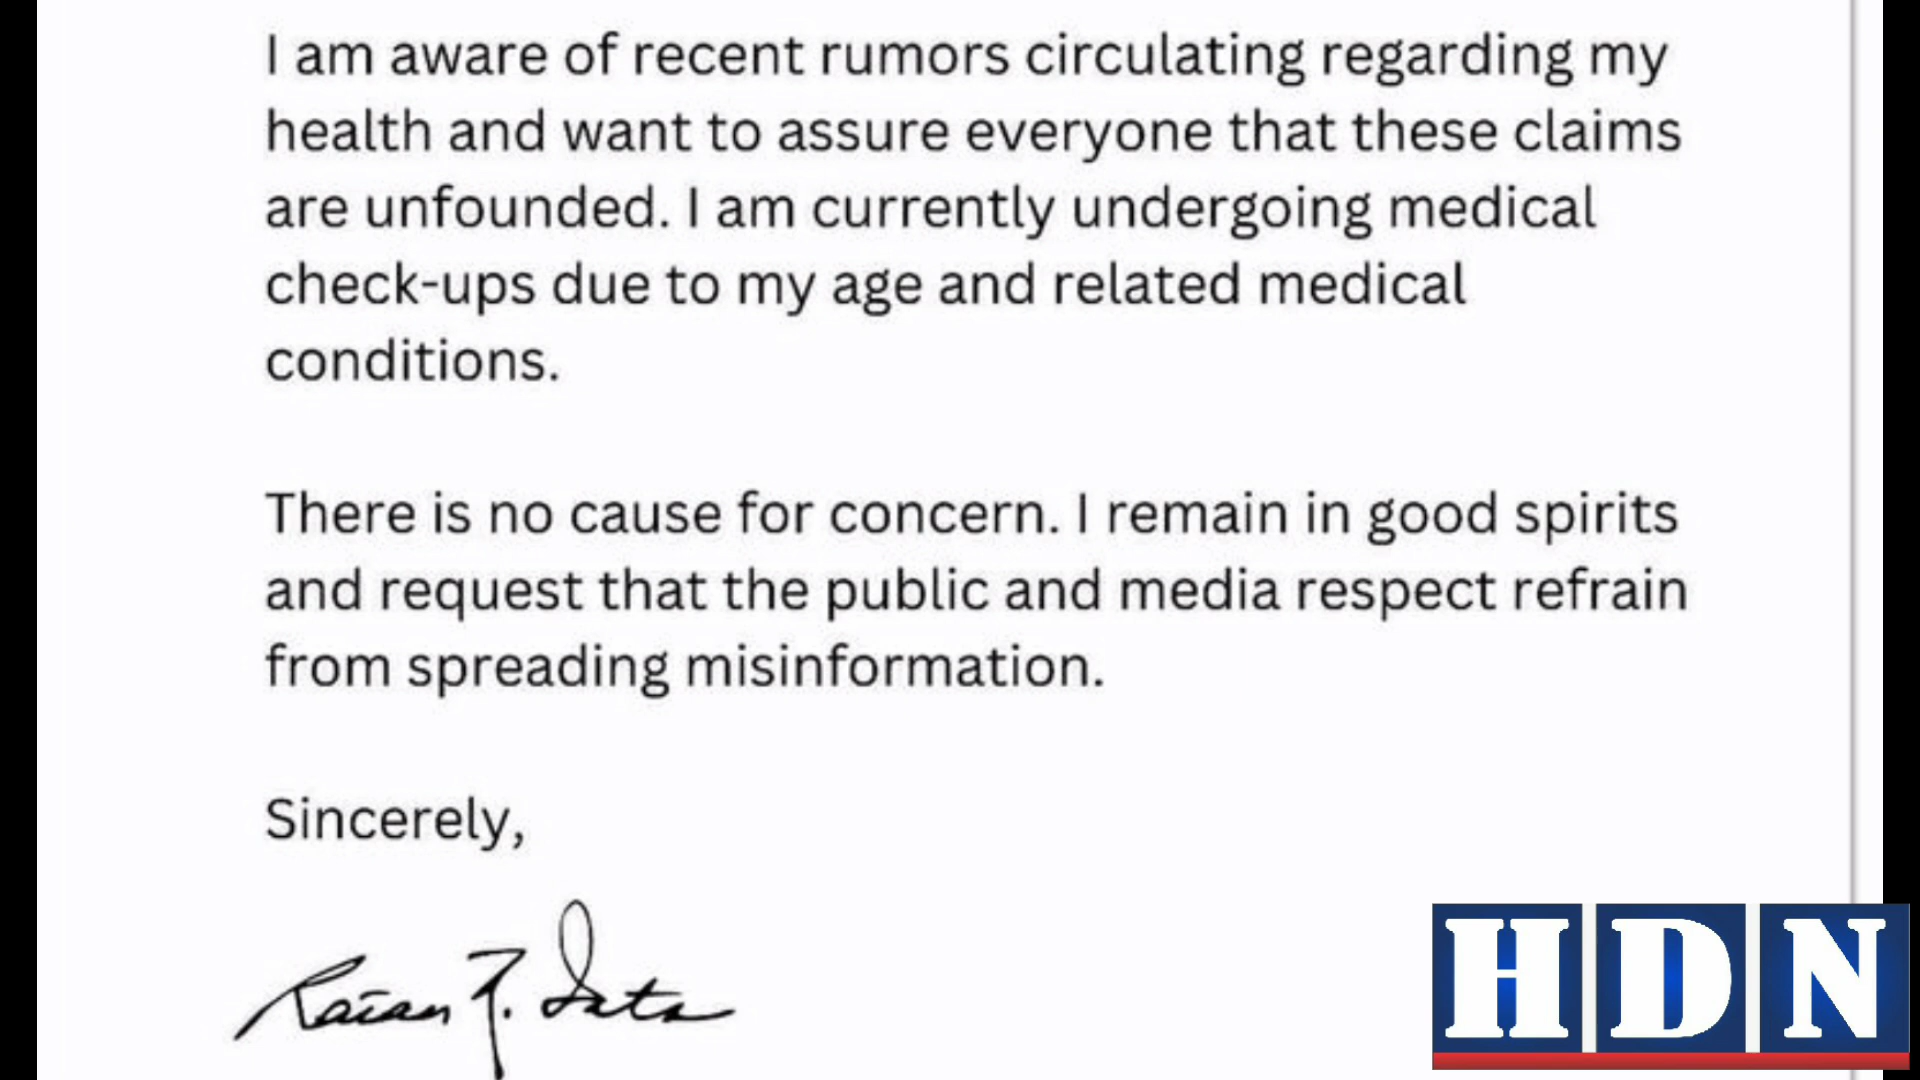 I am aware of recent rumors circulating regarding my
health and want to assure everyone that these claims
are unfounded. I am currently undergoing medical
check-ups due to my age and related medical
conditions.
There is no cause for concern. I remain in good spirits
and request that the public and media respect refrain
from spreading misinformation.
Sincerely,
HDN